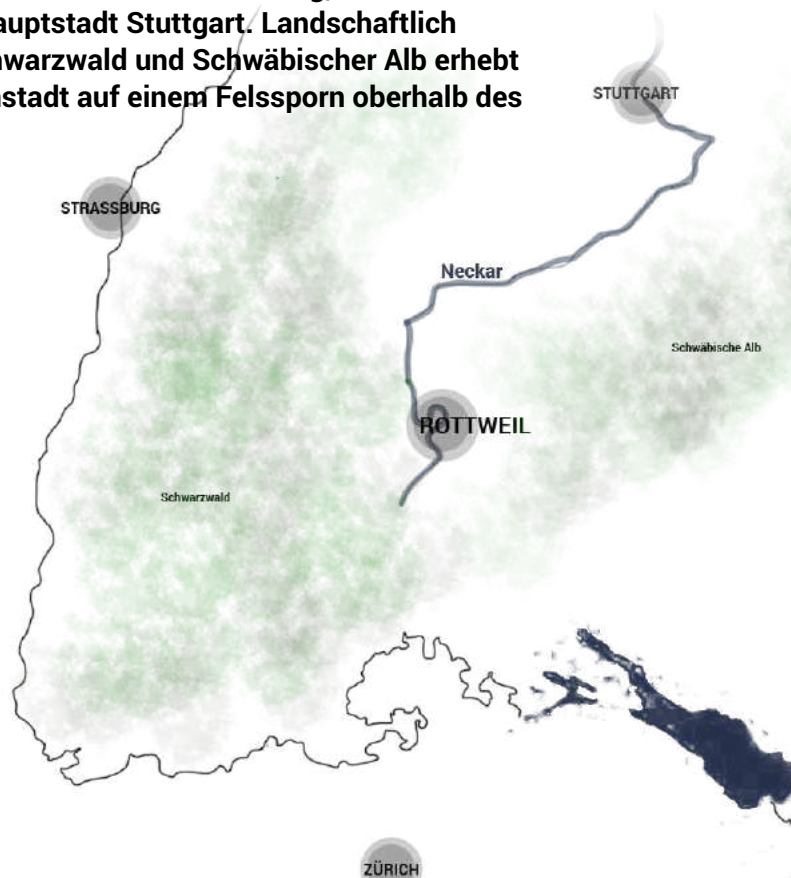 auptstadt Stuttgart. Landschaftlich
warzwald und Schwäbischer Alb erhebt
stadt auf einem Felssporn oberhalb des
STUTTGART
STRASSBURG
Neckar
Schwäbische Alb
ROTTWEIL
Schwarzwald
ZÜRICH